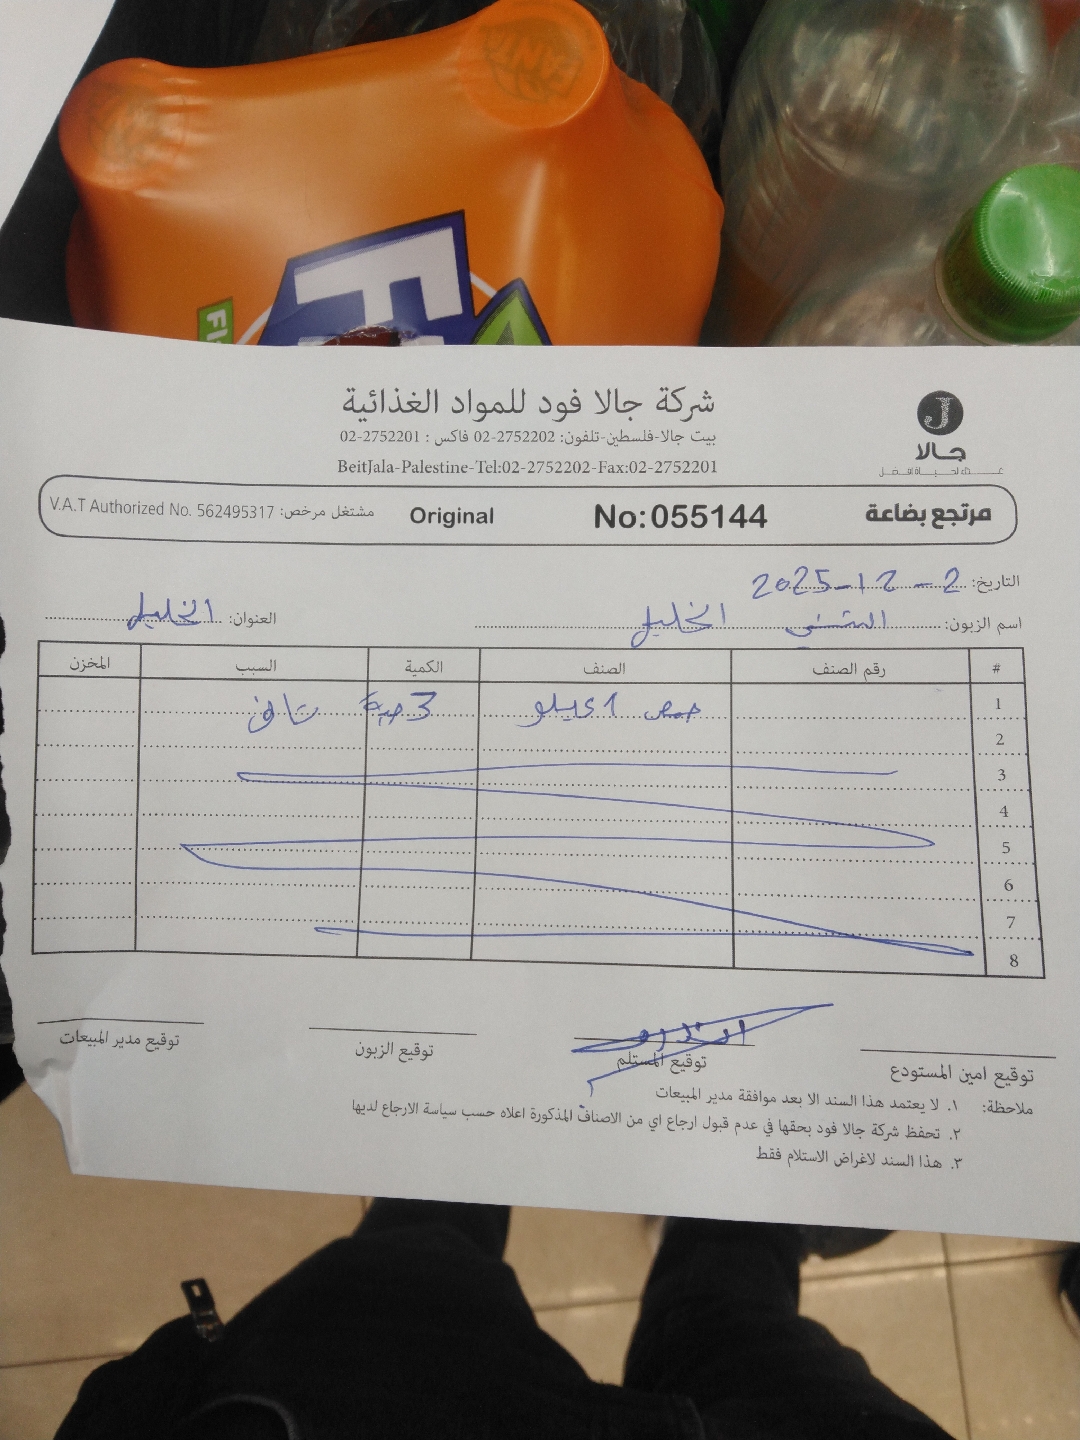 شركة جالا فود للمواد الغذائية
بيت جالا-فلسطين-تلفون: 2752202-02 فاكس : 2752201-02
BeitJala-Palestine-Tel:02-2752202-Fax:02-2752201
جالا
مرتجع بضاعة No:055144 Original مشتغل مرخص: V.A.T Authorized No. 562495317
التاريخ: 2-12-2025
اسم الزبون: الخليل العنوان: الخليل
# رقم الصنف الصنف الكمية السبب المخزن
1 حمص 1 كيلو 3 حبة تالف
2
3
4
5
6
7
8
توقيع امين المستودع توقيع المستلم توقيع الزبون توقيع مدير المبيعات
ملاحظة: ١. لا يعتمد هذا السند الا بعد موافقة مدير المبيعات
٢. تحفظ شركة جالا فود بحقها في عدم قبول ارجاع اي من الاصناف المذكورة اعلاه حسب سياسة الارجاع لديها
٣. هذا السند لاغراض الاستلام فقط